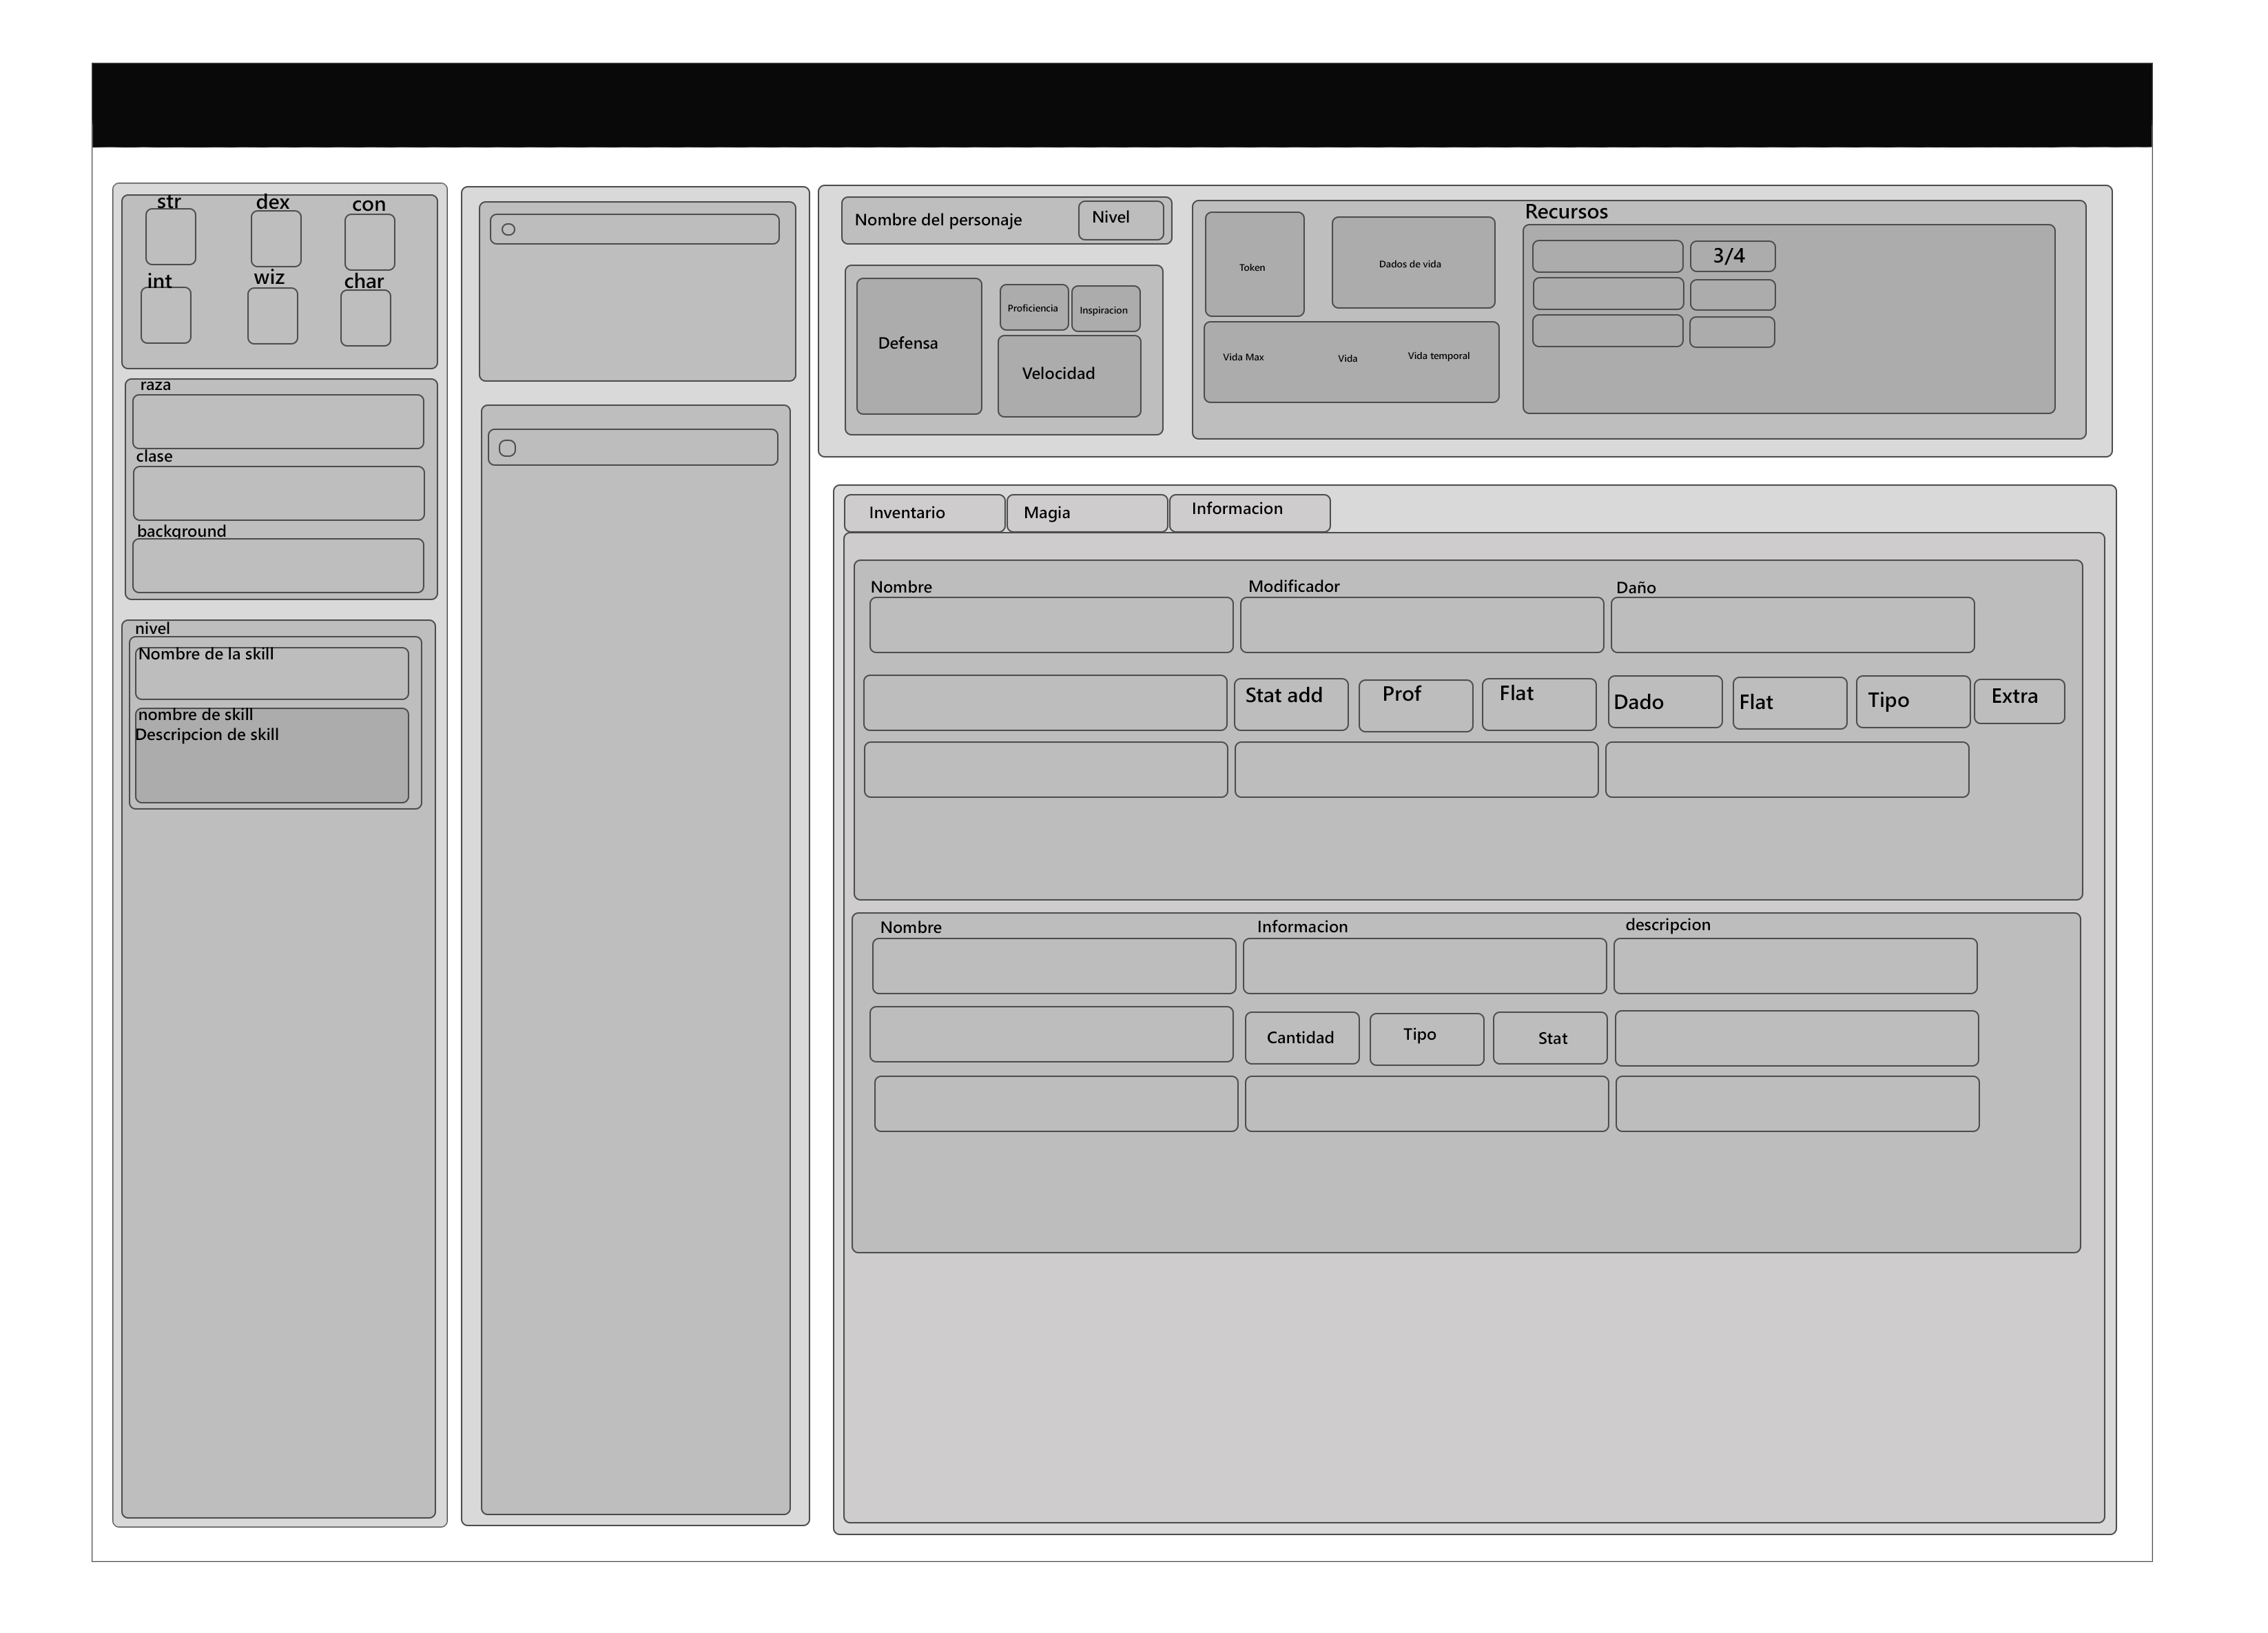 str dex con
int wiz char
raza
clase
background
nivel
Nombre de la skill
nombre de skill
Descripcion de skill
Nombre del personaje Nivel
Defensa
Proficiencia Inspiracion
Velocidad
Token Dados de vida
Vida Max Vida Vida temporal
Recursos
3/4
Inventario Magia Informacion
Nombre Modificador Daño
Stat add Prof Flat Dado Flat Tipo Extra
Nombre Informacion descripcion
Cantidad Tipo Stat